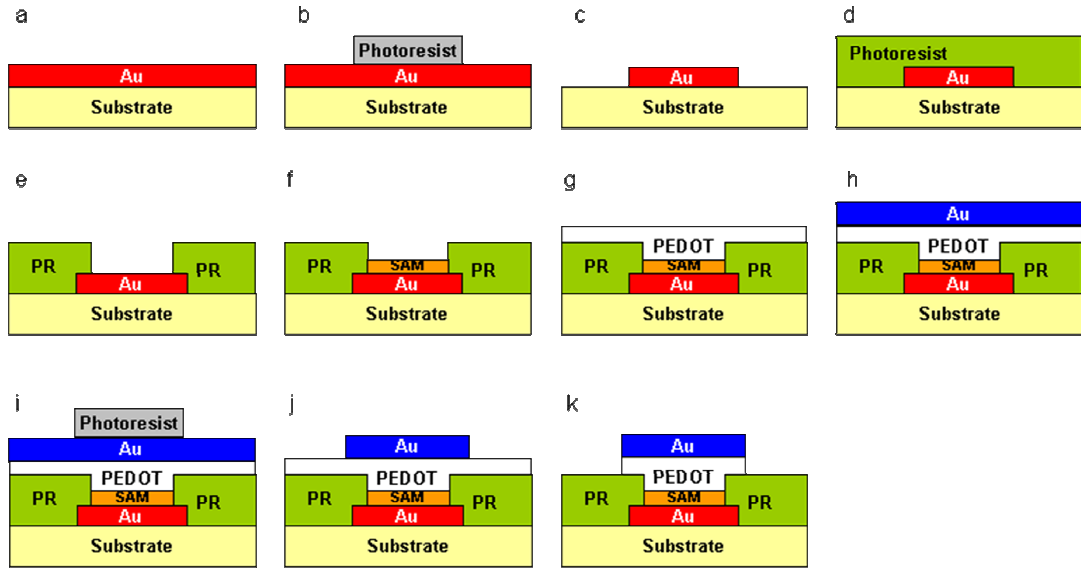 a
b
c
d
Photoresist
Au
Au
Substrate
Substrate
Au
Substrate
Photoresist
Au
Substrate
e
f
g
h
PR
PR
Au
Substrate
PR
SAM
PR
Au
Substrate
PEDOT
PR
SAM
PR
Au
Substrate
Au
PEDOT
PR
SAM
PR
Au
Substrate
i
j
k
Photoresist
Au
PEDOT
PR
SAM
PR
Au
Substrate
Au
PEDOT
PR
SAM
PR
Au
Substrate
Au
PEDOT
PR
SAM
PR
Au
Substrate